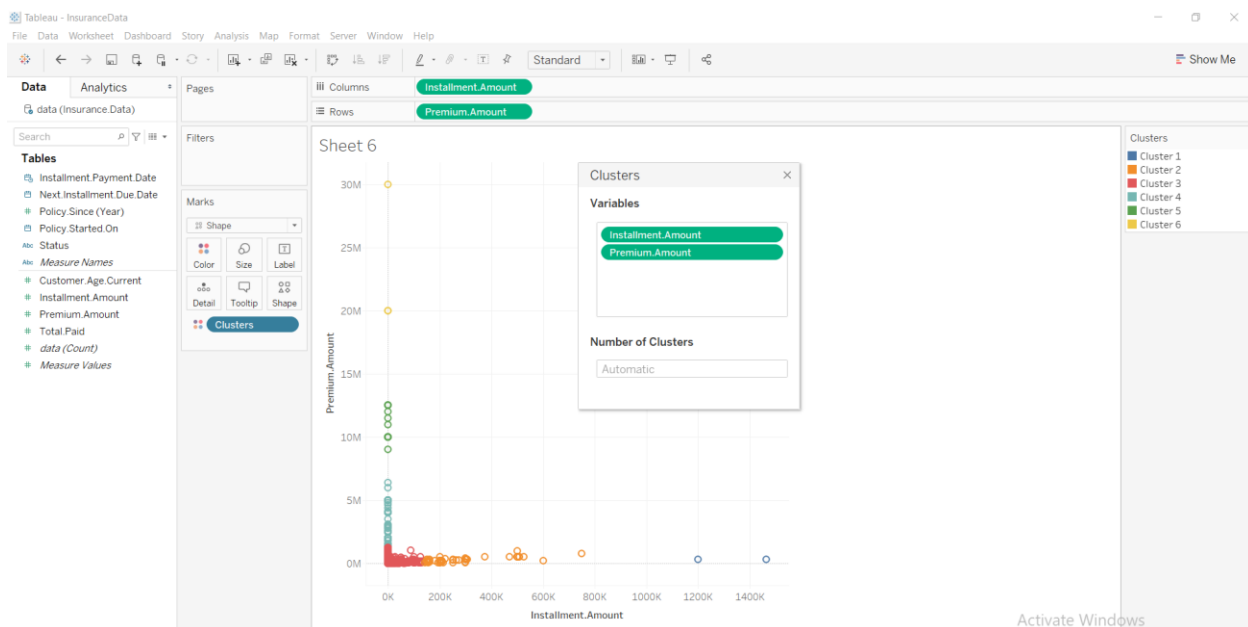 Tableau - InsuranceData
File Data Worksheet Dashboard Story Analysis Map Format Server Window Help
Standard
Show Me
Data
Analytics
Pages
Columns
Installment.Amount
data (Insurance.Data)
Rows
Premium.Amount
Search
Filters
Sheet 6
Clusters
Tables
Cluster 1
Cluster 2
Cluster 3
Cluster 4
Cluster 5
Cluster 6
Installment.Payment.Date
Next.Installment.Due.Date
# Policy.Since (Year)
Policy.Started.On
Abc Status
Abc Measure Names
# Customer.Age.Current
# Installment.Amount
# Premium.Amount
# Total.Paid
# data (Count)
# Measure Values
Marks
Shape
Color
Size
T
Label
Detail
Tooltip
Shape
Clusters
30M
25M
20M
15M
10M
5M
0M
Premium.Amount
0K 200K 400K 600K 800K 1000K 1200K 1400K
Installment.Amount
Clusters
Variables
Installment.Amount
Premium.Amount
Number of Clusters
Automatic
Activate Windows